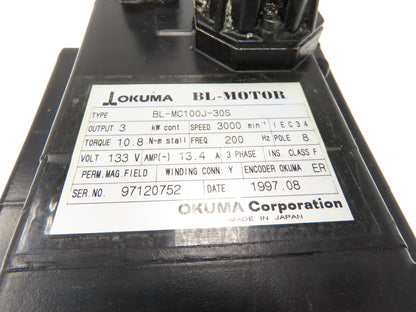 OKUMA BL-MOTOR
TYPE BL-MC100J-30S
OUTPUT 3 kW cont. SPEED 3000 min⁻¹ IEC34
TORQUE 10.8 N-m stall FREQ. 200 Hz POLE 8
VOLT 133 V AMP(~) 13.4 A 3 PHASE INS. CLASS F
PERM. MAG. FIELD WINDING CONN. Y ENCODER OKUMA ER
SER.NO. 97120752 DATE 1997.08
OKUMA Corporation
MADE IN JAPAN